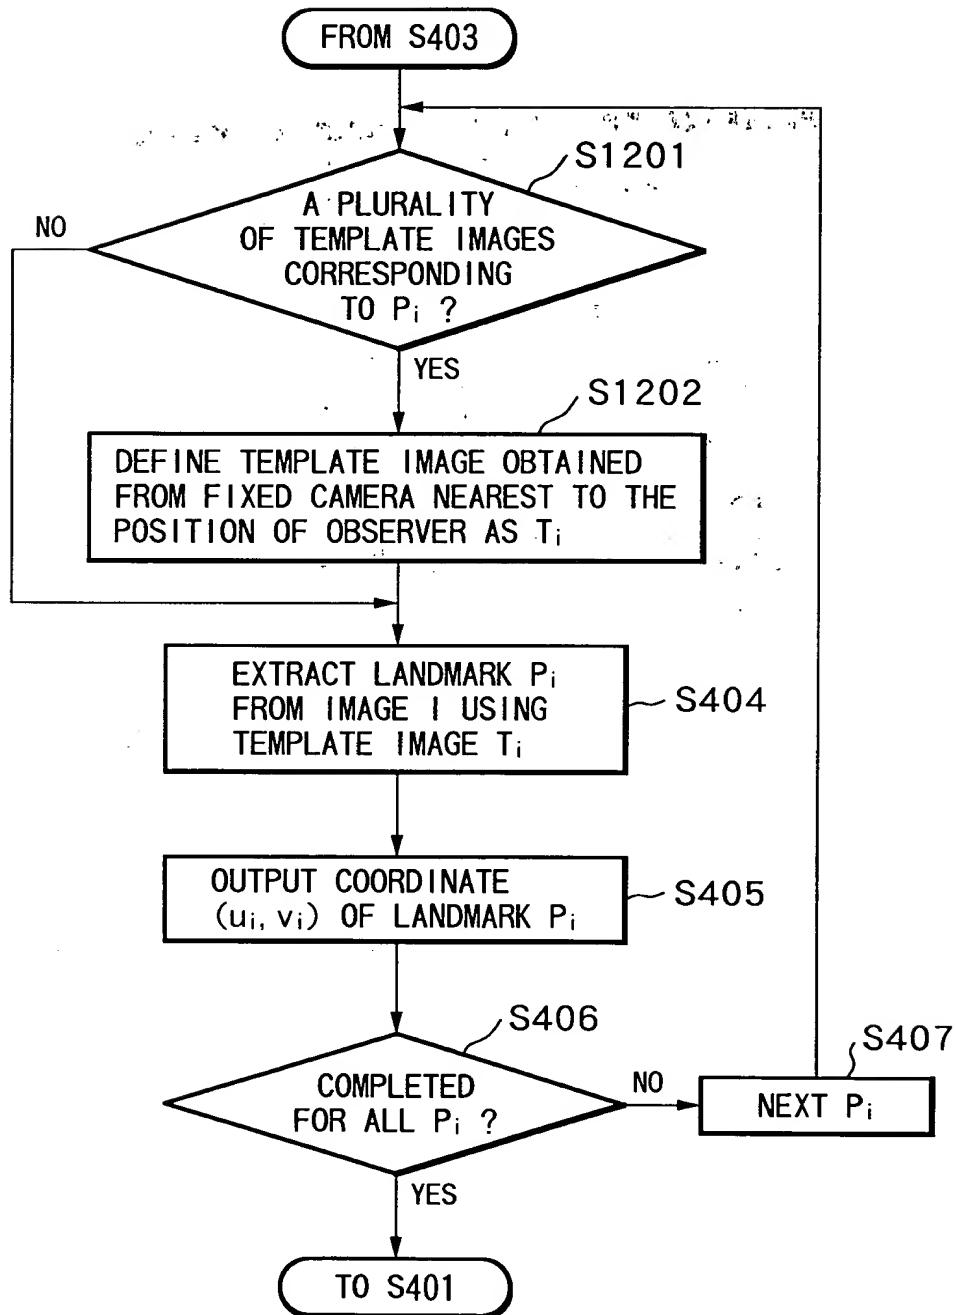 FROM S403
S1201
A PLURALITY
OF TEMPLATE IMAGES
CORRESPONDING
TO Pi ?
NO
YES
S1202
DEFINE TEMPLATE IMAGE OBTAINED
FROM FIXED CAMERA NEAREST TO THE
POSITION OF OBSERVER AS Ti
EXTRACT LANDMARK Pi
FROM IMAGE I USING
TEMPLATE IMAGE Ti
S404
OUTPUT COORDINATE
(ui, vi) OF LANDMARK Pi
S405
S406
COMPLETED
FOR ALL Pi ?
NO
S407
NEXT Pi
YES
TO S401